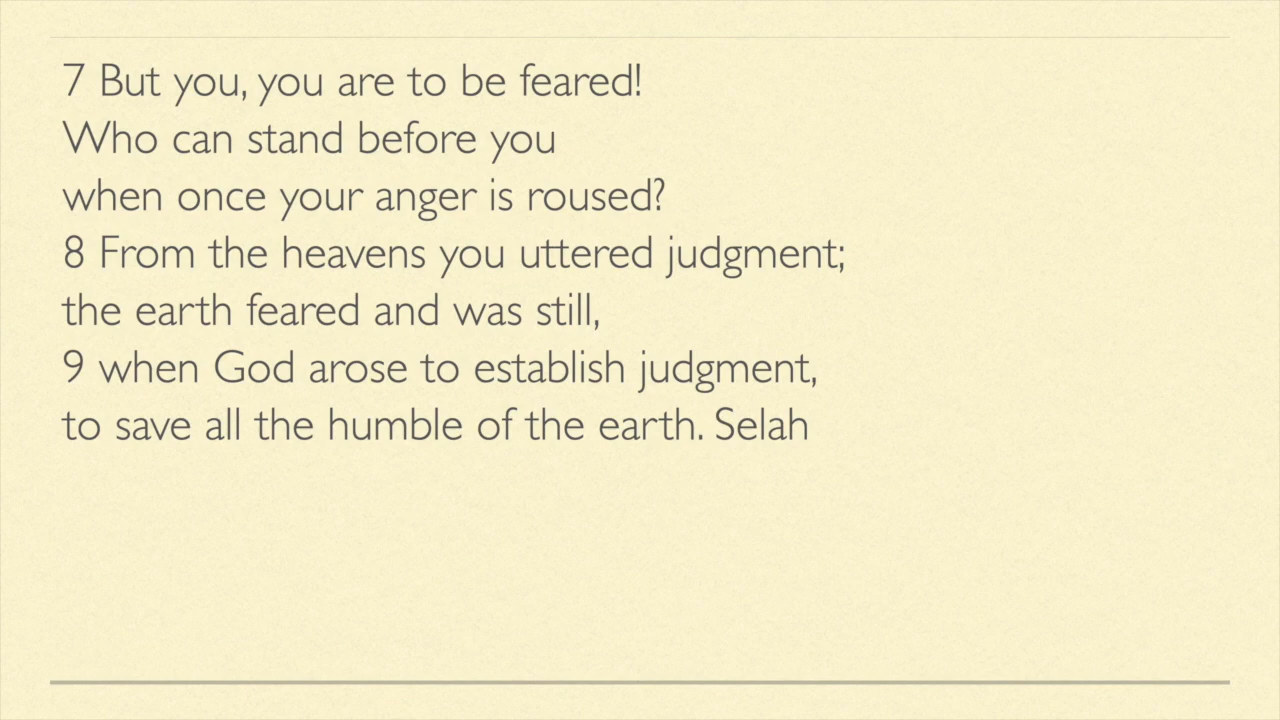 7 But you, you are to be feared!
Who can stand before you
when once your anger is roused?
8 From the heavens you uttered judgment;
the earth feared and was still,
9 when God arose to establish judgment,
to save all the humble of the earth. Selah